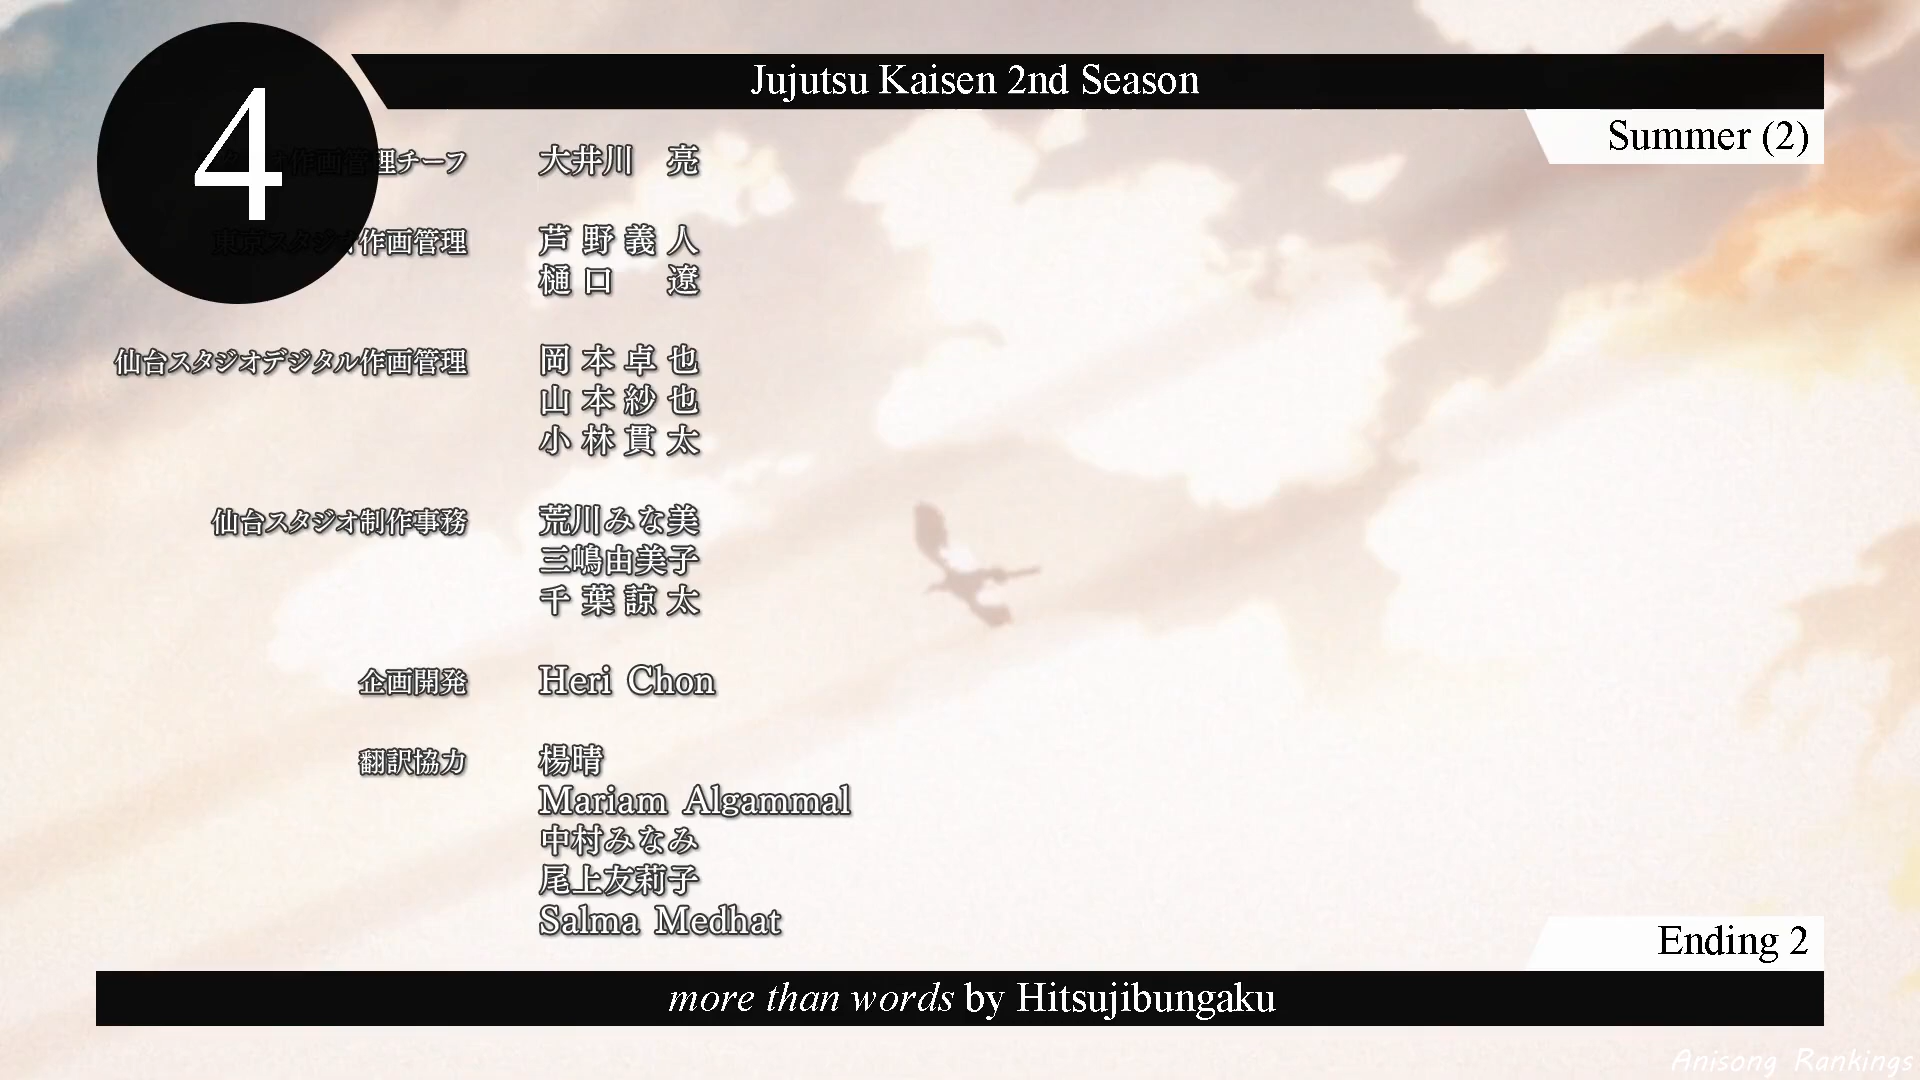 4
Jujutsu Kaisen 2nd Season
Summer (2)
作画管理チーフ 大井川 亮
東京スタジオ作画管理 芦野義人
樋口 遼
仙台スタジオデジタル作画管理 岡本卓也
山本紗也
小林貫太
仙台スタジオ制作事務 荒川みな美
三嶋由美子
千葉諒太
企画開発 Heri Chon
翻訳協力 楊晴
Mariam Algammal
中村みなみ
尾上友莉子
Salma Medhat
Ending 2
more than words by Hitsujibungaku
Anisong Rankings